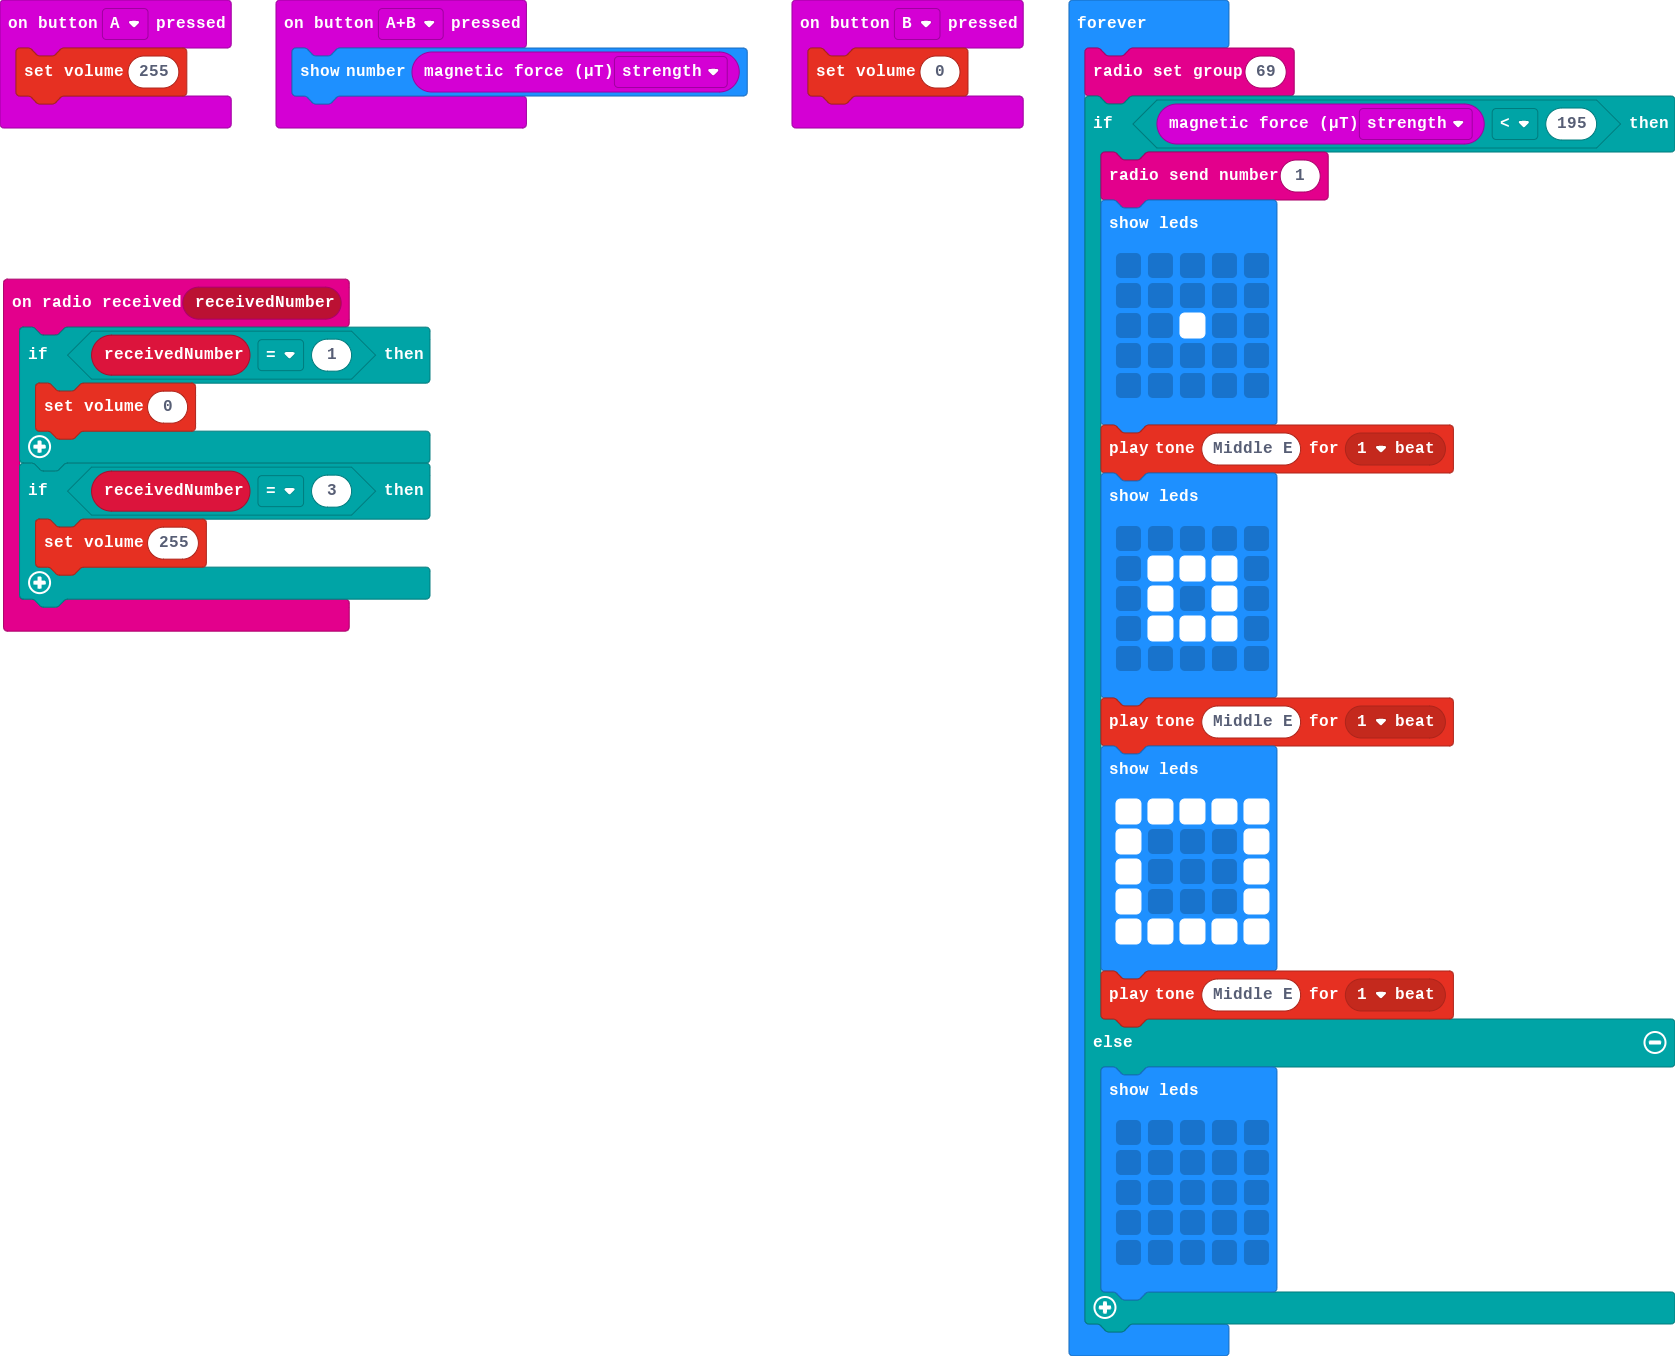 on button A pressed
set volume 255
on button A+B pressed
show number magnetic force (µT) strength
on button B pressed
set volume 0
on radio received receivedNumber
if receivedNumber = 1 then
set volume 0
if receivedNumber = 3 then
set volume 255
forever
radio set group 69
if magnetic force (µT) strength < 195 then
radio send number 1
show leds
play tone Middle E for 1 beat
show leds
play tone Middle E for 1 beat
show leds
play tone Middle E for 1 beat
else
show leds